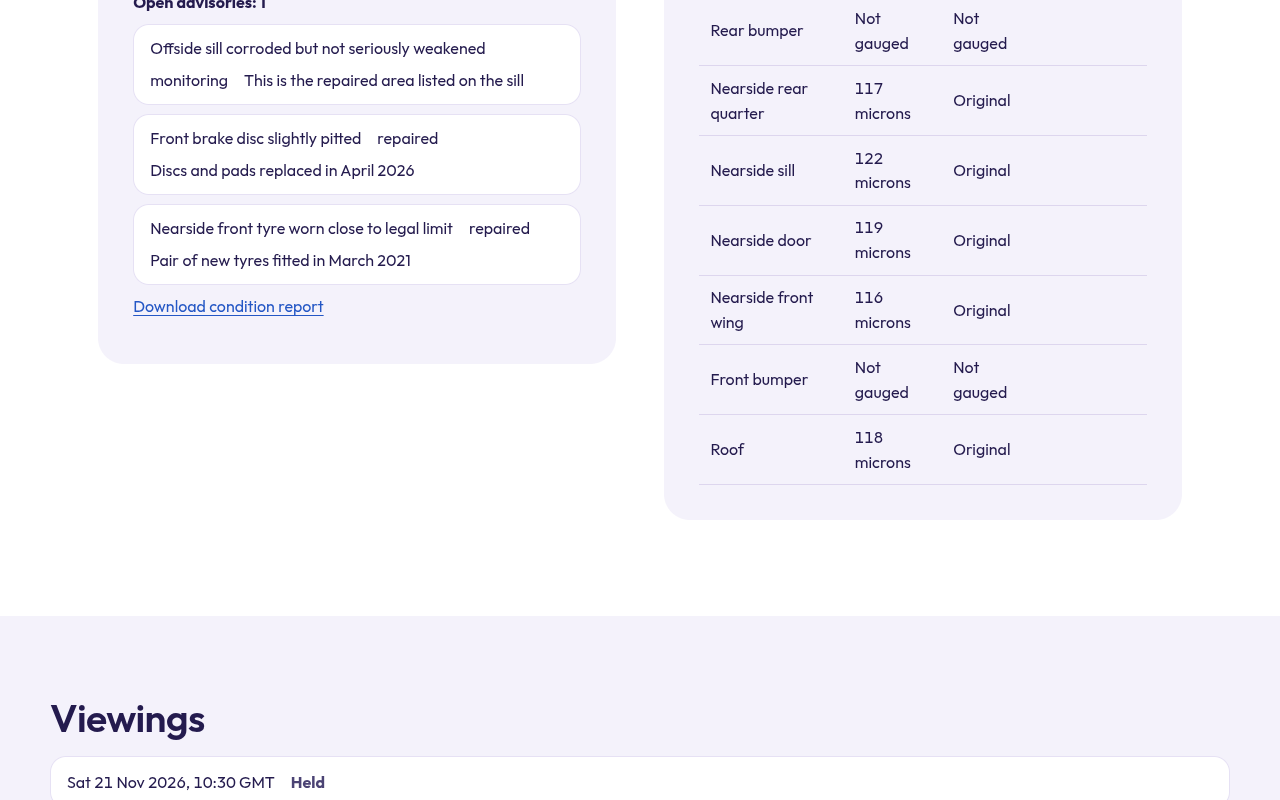 Open advisories: 1
Offside sill corroded but not seriously weakened
monitoring This is the repaired area listed on the sill
Front brake disc slightly pitted repaired
Discs and pads replaced in April 2026
Nearside front tyre worn close to legal limit repaired
Pair of new tyres fitted in March 2021
Download condition report
Rear bumper Not gauged Not gauged
Nearside rear quarter 117 microns Original
Nearside sill 122 microns Original
Nearside door 119 microns Original
Nearside front wing 116 microns Original
Front bumper Not gauged Not gauged
Roof 118 microns Original
Viewings
Sat 21 Nov 2026, 10:30 GMT Held